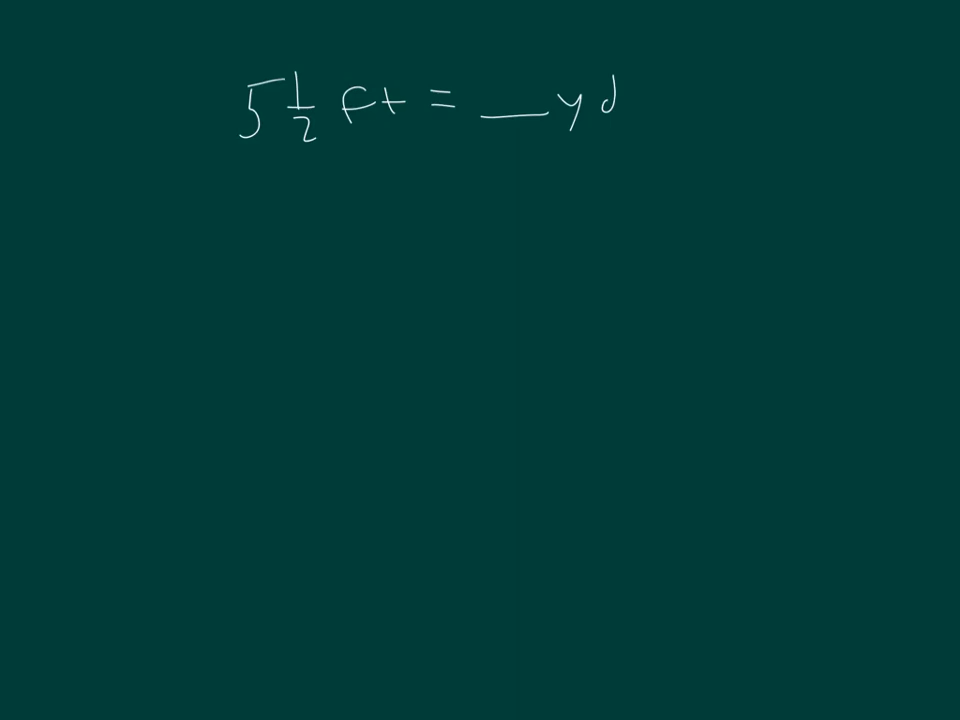 5 1/2 ft = __ yd